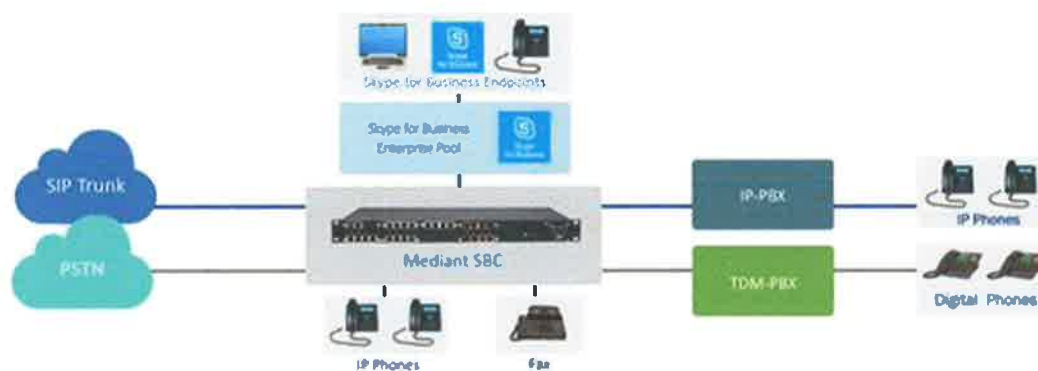 Skype for Business Endpoints
Skype for Business
Enterprise Pool
SIP Trunk
IP-PBX
IP Phones
Mediant SBC
PSTN
TDM-PBX
Digital Phones
IP Phones
Fax